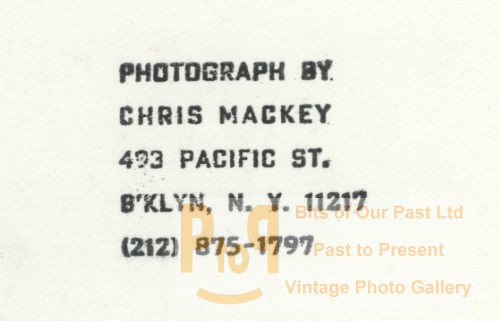 PHOTOGRAPH BY
CHRIS MACKEY
493 PACIFIC ST.
B'KLYN, N. Y. 11217
(212) 875-1797
PtoP
Bits of Our Past Ltd
Past to Present
Vintage Photo Gallery